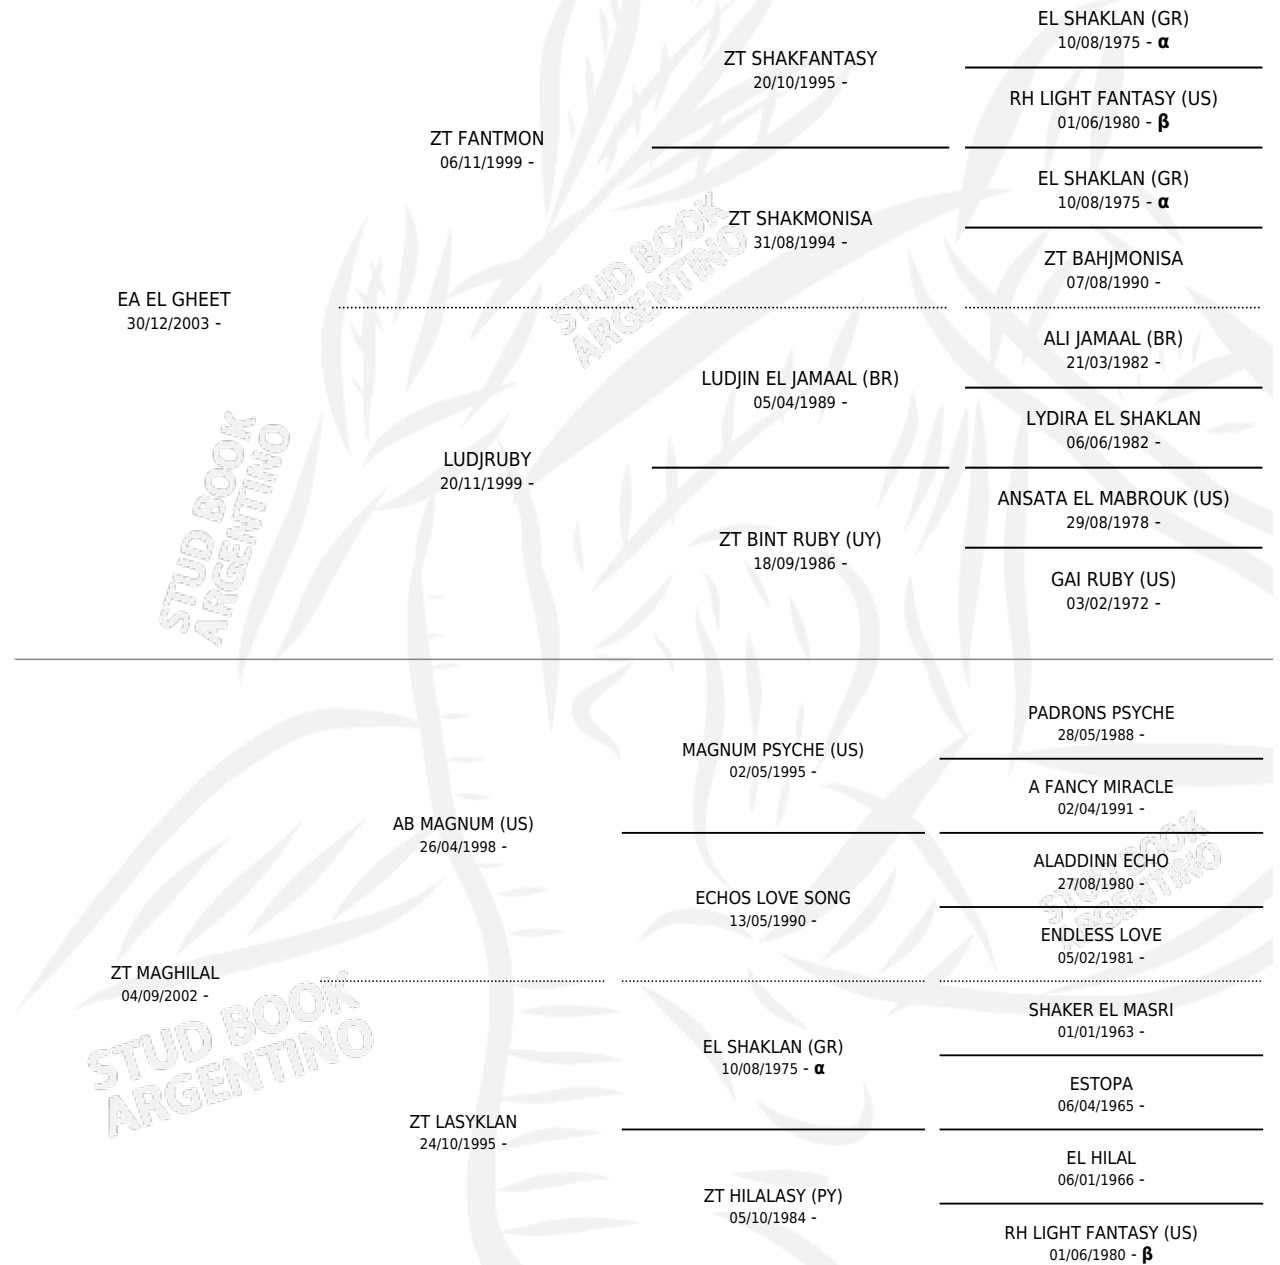 EL SHAKLAN (GR)
10/08/1975 - α
ZT SHAKFANTASY
20/10/1995 -
RH LIGHT FANTASY (US)
01/06/1980 - β
ZT FANTMON
06/11/1999 -
EL SHAKLAN (GR)
10/08/1975 - α
ZT SHAKMONISA
31/08/1994 -
ZT BAHJMONISA
07/08/1990 -
EA EL GHEET
30/12/2003 -
ALI JAMAAL (BR)
21/03/1982 -
LUDJIN EL JAMAAL (BR)
05/04/1989 -
LYDIRA EL SHAKLAN
06/06/1982 -
LUDJRUBY
20/11/1999 -
ANSATA EL MABROUK (US)
29/08/1978 -
ZT BINT RUBY (UY)
18/09/1986 -
GAI RUBY (US)
03/02/1972 -
PADRONS PSYCHE
28/05/1988 -
MAGNUM PSYCHE (US)
02/05/1995 -
A FANCY MIRACLE
02/04/1991 -
AB MAGNUM (US)
26/04/1998 -
ALADDINN ECHO
27/08/1980 -
ECHOS LOVE SONG
13/05/1990 -
ENDLESS LOVE
05/02/1981 -
ZT MAGHILAL
04/09/2002 -
SHAKER EL MASRI
01/01/1963 -
EL SHAKLAN (GR)
10/08/1975 - α
ESTOPA
06/04/1965 -
ZT LASYKLAN
24/10/1995 -
EL HILAL
06/01/1966 -
ZT HILALASY (PY)
05/10/1984 -
RH LIGHT FANTASY (US)
01/06/1980 - β
STUD BOOK
ARGENTINO
STUD BOOK
ARGENTINO
STUD BOOK
ARGENTINO
STUD BOOK
ARGENTINO